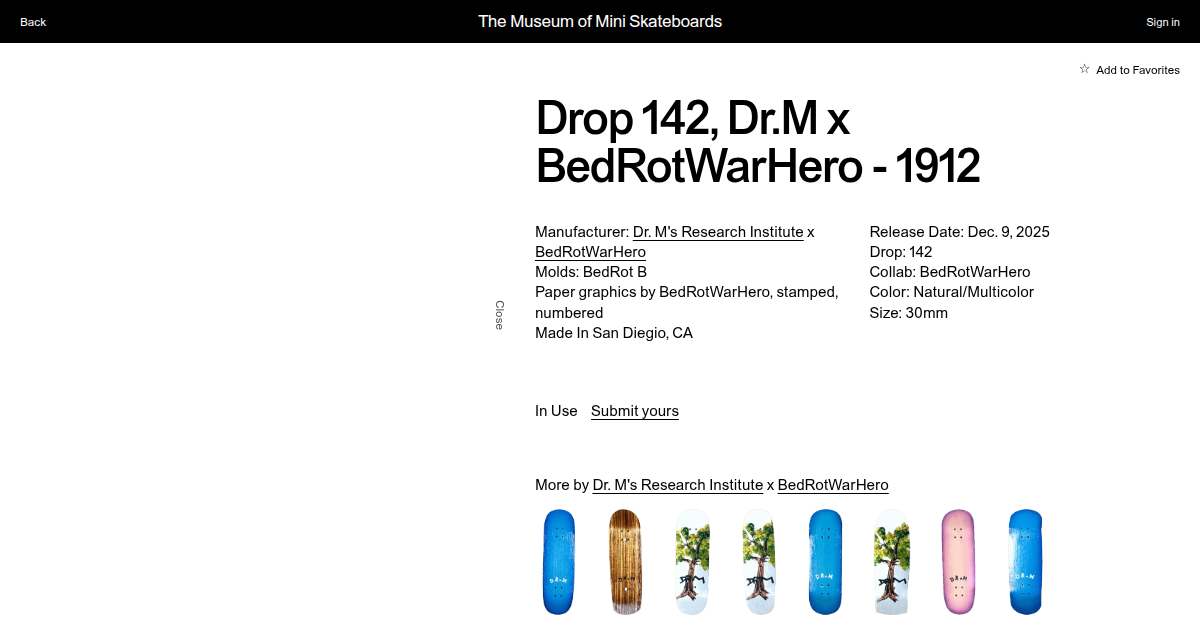 Back
The Museum of Mini Skateboards
Sign in
☆ Add to Favorites
Drop 142, Dr.M x
BedRotWarHero - 1912
Manufacturer: Dr. M's Research Institute x
BedRotWarHero
Molds: BedRot B
Paper graphics by BedRotWarHero, stamped,
numbered
Made In San Diegio, CA
Release Date: Dec. 9, 2025
Drop: 142
Collab: BedRotWarHero
Color: Natural/Multicolor
Size: 30mm
Close
In Use Submit yours
More by Dr. M's Research Institute x BedRotWarHero